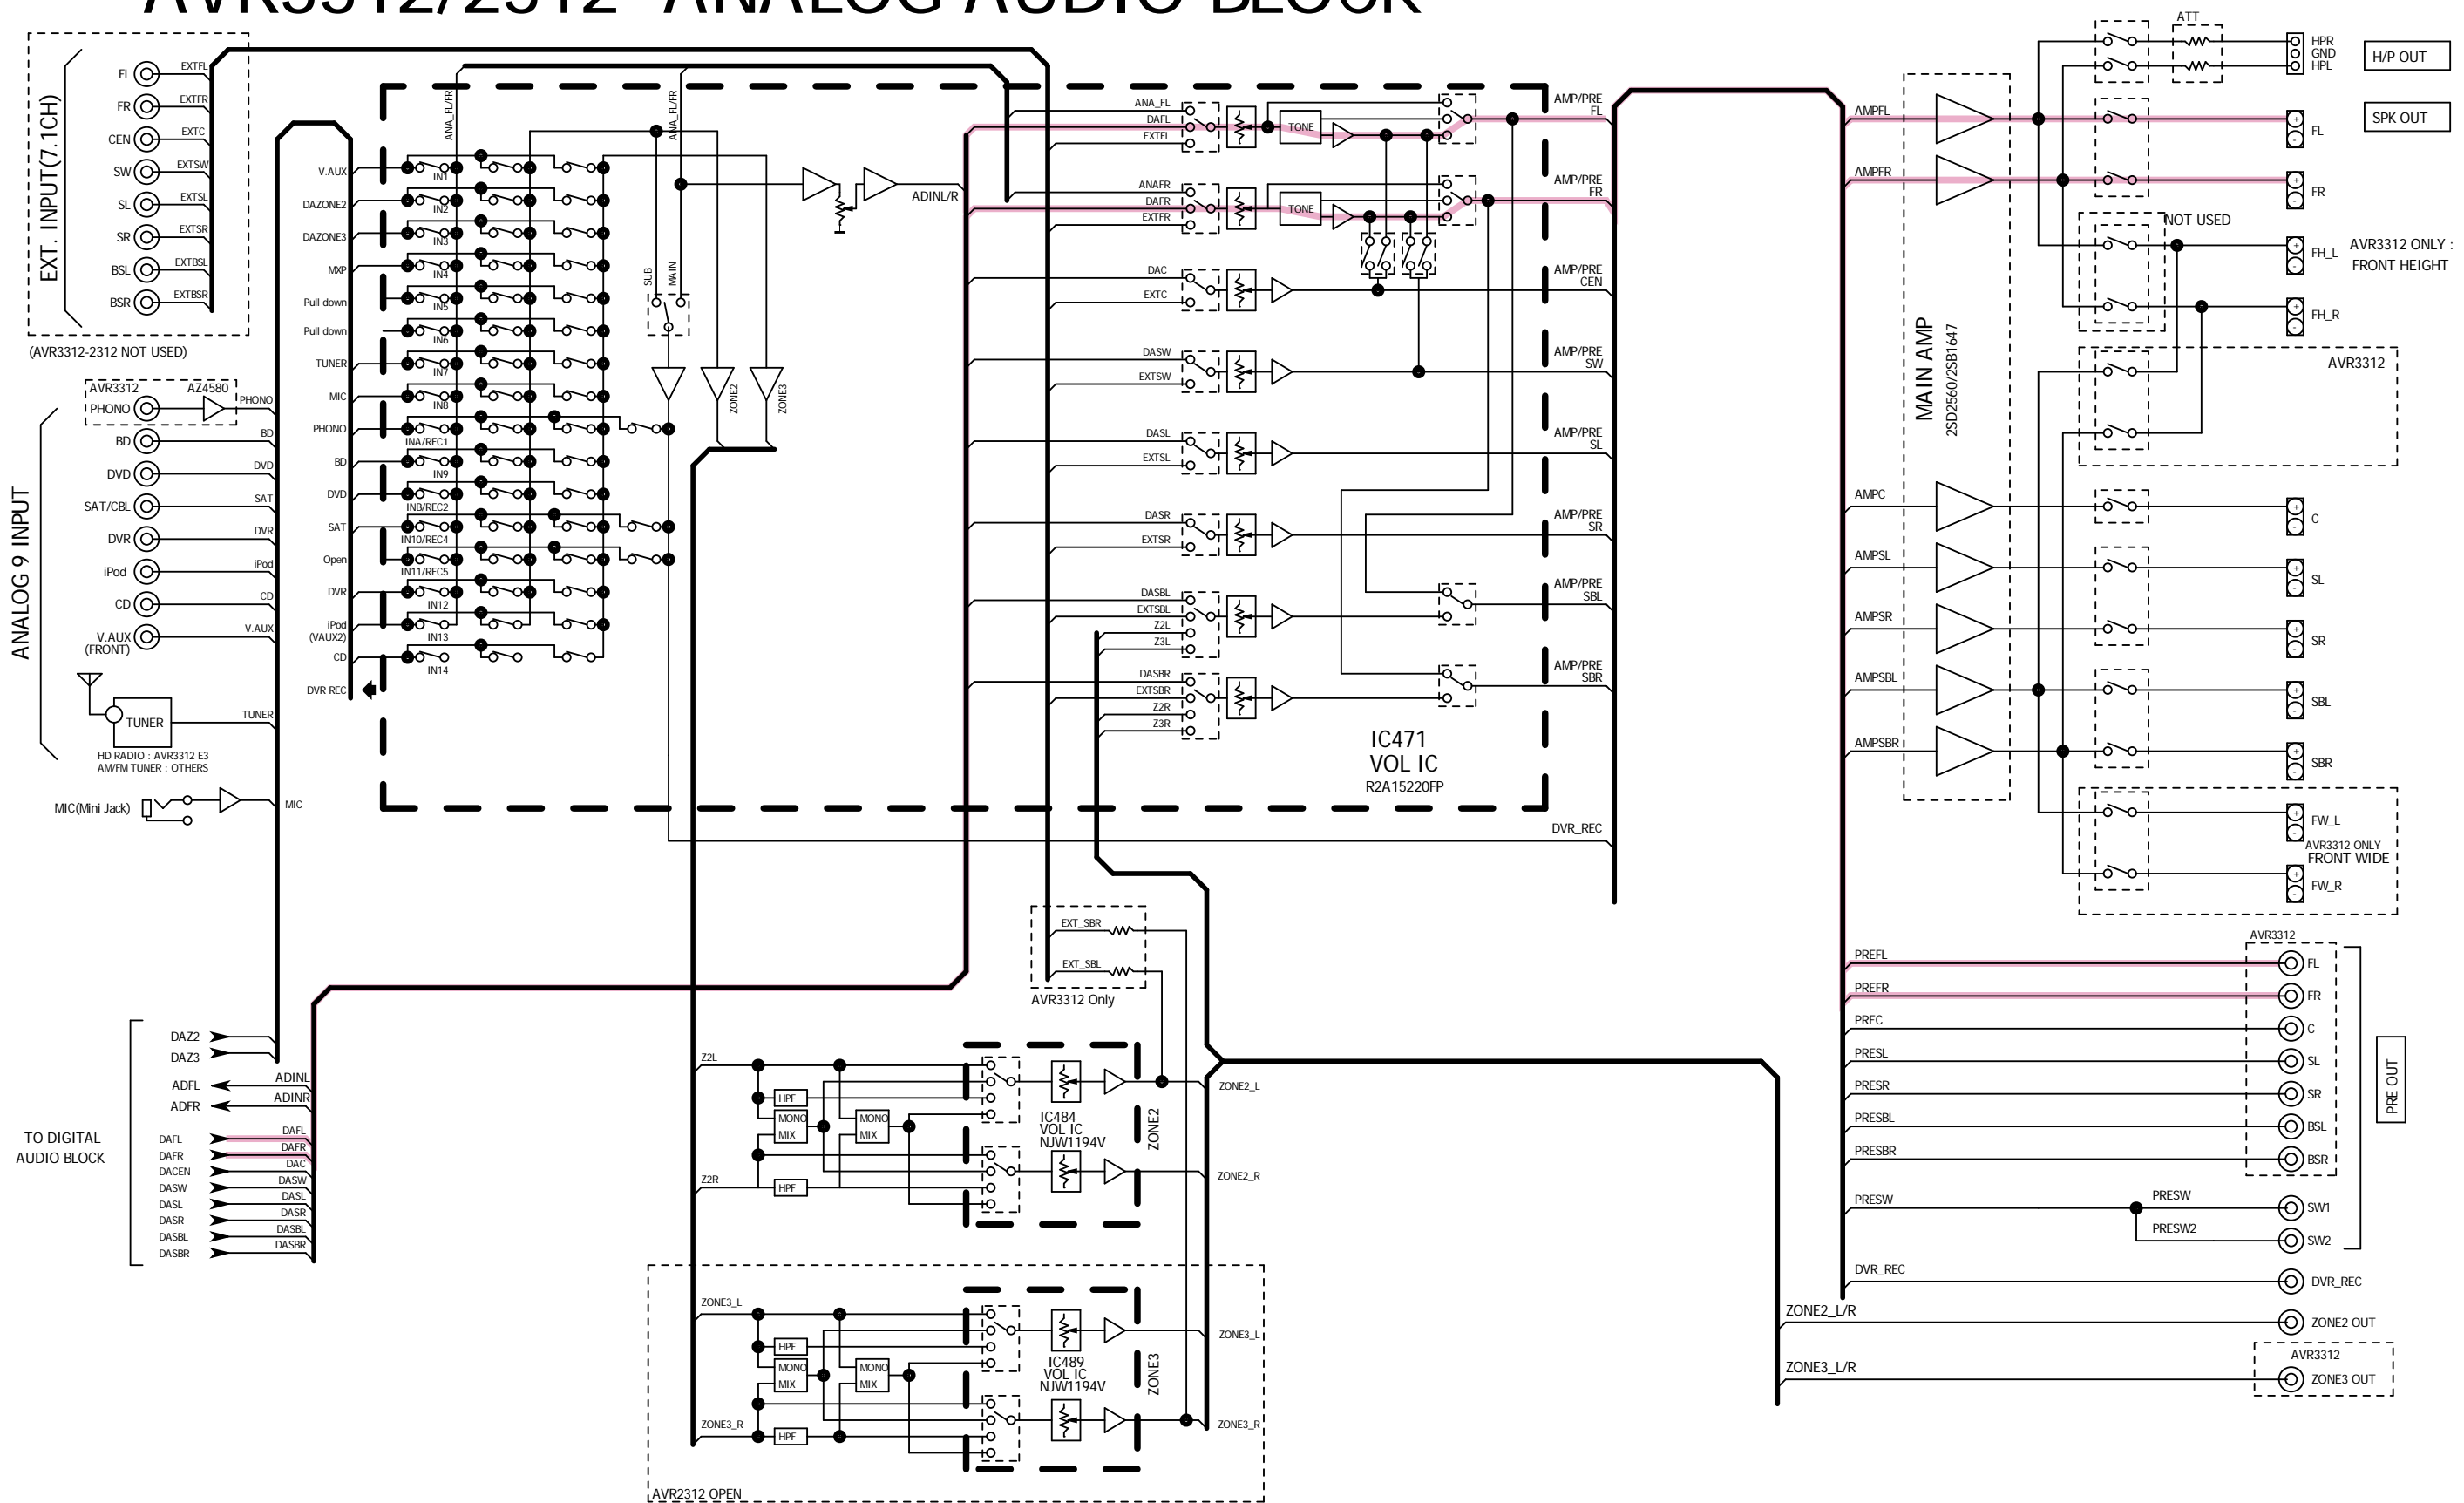 AVR3312/2312 ANALOG AUDIO BLOCK
EXT. INPUT(7.1CH)
FL EXTFL
FR EXTFR
CEN EXTC
SW EXTSW
SL EXTSL
SR EXTSR
BSL EXTBSL
BSR EXTBSR
(AVR3312-2312 NOT USED)
ANALOG 9 INPUT
AVR3312 AZ4580
PHONO PHONO
BD BD
DVD DVD
SAT/CBL SAT
DVR DVR
iPod iPod
CD CD
V.AUX V.AUX
(FRONT)
TUNER TUNER
HD RADIO : AVR3312 E3
AM/FM TUNER : OTHERS
MIC(Mini Jack) MIC
ANA_FL/FR
ANA_FL/FR
V.AUX IN1
DAZONE2 IN2
DAZONE3 IN3
MXP IN4
Pull down IN5
Pull down IN6
TUNER IN7
MIC IN8
PHONO INA/REC1
BD IN9
DVD INB/REC2
SAT IN10/REC4
Open IN11/REC5
DVR IN12
iPod IN13
(VAUX2)
CD IN14
DVR REC
SUB
MAIN
ZONE2
ZONE3
ADINL/R
ANA_FL
DAFL
EXTFL
TONE
ANAFR
DAFR
EXTFR
TONE
DAC
EXTC
DASW
EXTSW
DASL
EXTSL
DASR
EXTSR
DASBL
EXTSBL
Z2L
Z3L
DASBR
EXTSBR
Z2R
Z3R
IC471
VOL IC
R2A15220FP
AMP/PRE
FL
AMP/PRE
FR
AMP/PRE
CEN
AMP/PRE
SW
AMP/PRE
SL
AMP/PRE
SR
AMP/PRE
SBL
AMP/PRE
SBR
DVR_REC
AMPFL
AMPFR
AMPC
AMPSL
AMPSR
AMPSBL
AMPSBR
MAIN AMP
2SD2560/2SB1647
ATT
HPR
GND
HPL
H/P OUT
SPK OUT
+
-
FL
+
-
FR
NOT USED
+
-
FH_L
AVR3312 ONLY :
FRONT HEIGHT
+
-
FH_R
AVR3312
+
-
C
+
-
SL
+
-
SR
+
-
SBL
+
-
SBR
+
-
FW_L
AVR3312 ONLY
FRONT WIDE
+
-
FW_R
EXT_SBR
EXT_SBL
AVR3312 Only
TO DIGITAL
AUDIO BLOCK
DAZ2
DAZ3
ADFL ADINL
ADFR ADINR
DAFL DAFL
DAFR DAFR
DACEN DAC
DASW DASW
DASL DASL
DASR DASR
DASBL DASBL
DASBR DASBR
Z2L
HPF
MONO
MIX
MONO
MIX
Z2R
HPF
IC484
VOL IC
NJW1194V
ZONE2
ZONE2_L
ZONE2_R
ZONE3_L
HPF
MONO
MIX
MONO
MIX
ZONE3_R
HPF
IC489
VOL IC
NJW1194V
ZONE3
ZONE3_L
ZONE3_R
AVR2312 OPEN
AVR3312
PREFL FL
PREFR FR
PREC C
PRESL SL
PRESR SR
PRESBL BSL
PRESBR BSR
PRE OUT
PRESW PRESW SW1
PRESW2 SW2
DVR_REC DVR_REC
ZONE2_L/R ZONE2 OUT
AVR3312
ZONE3_L/R ZONE3 OUT